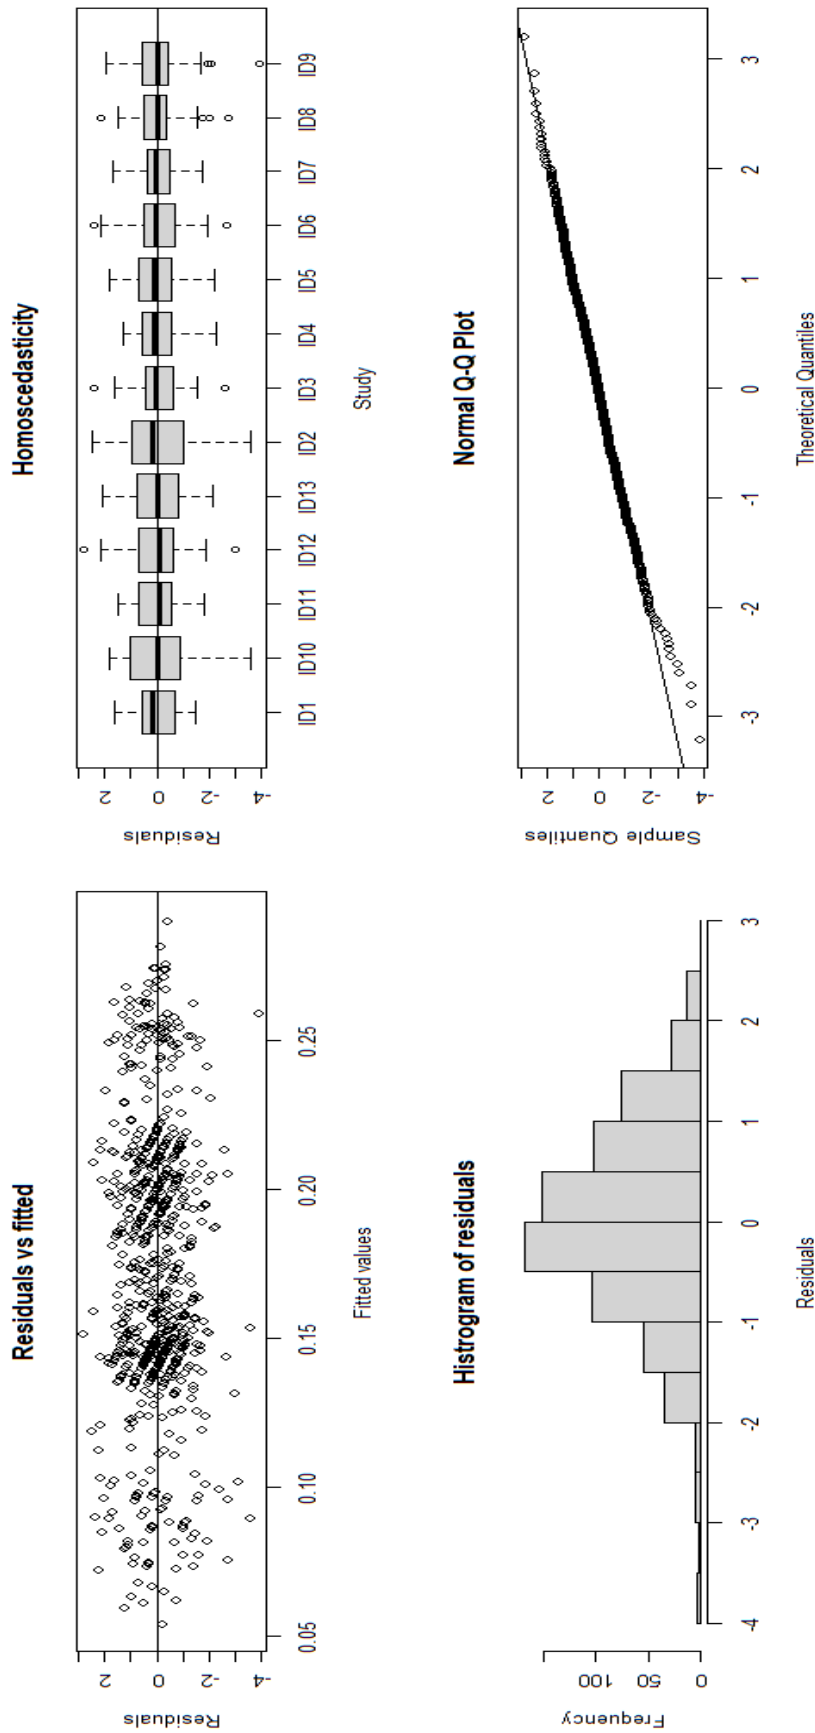 Residuals vs fitted
Residuals
2
0
-2
-4
0.05 0.10 0.15 0.20 0.25
Fitted values
Homoscedasticity
Residuals
2
0
-2
-4
ID1 ID10 ID11 ID12 ID13 ID2 ID3 ID4 ID5 ID6 ID7 ID8 ID9
Study
Histrogram of residuals
Frequency
100
50
0
-4 -3 -2 -1 0 1 2 3
Residuals
Normal Q-Q Plot
Sample Quantiles
2
0
-2
-4
-3 -2 -1 0 1 2 3
Theoretical Quantiles